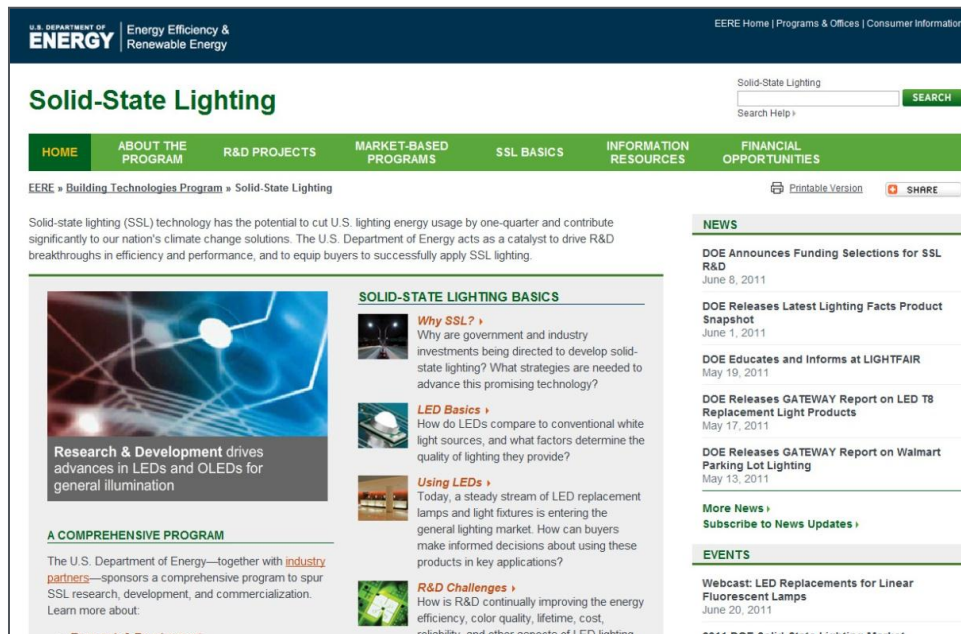 U.S. DEPARTMENT OF
ENERGY
Energy Efficiency &
Renewable Energy
EERE Home | Programs & Offices | Consumer Information
Solid-State Lighting
Solid-State Lighting
SEARCH
Search Help
HOME
ABOUT THE
PROGRAM
R&D PROJECTS
MARKET-BASED
PROGRAMS
SSL BASICS
INFORMATION
RESOURCES
FINANCIAL
OPPORTUNITIES
EERE » Building Technologies Program » Solid-State Lighting
Printable Version
SHARE
Solid-state lighting (SSL) technology has the potential to cut U.S. lighting energy usage by one-quarter and contribute
significantly to our nation's climate change solutions. The U.S. Department of Energy acts as a catalyst to drive R&D
breakthroughs in efficiency and performance, and to equip buyers to successfully apply SSL lighting.
Research & Development drives
advances in LEDs and OLEDs for
general illumination
A COMPREHENSIVE PROGRAM
The U.S. Department of Energy—together with industry
partners—sponsors a comprehensive program to spur
SSL research, development, and commercialization.
Learn more about:
SOLID-STATE LIGHTING BASICS
Why SSL?
Why are government and industry
investments being directed to develop solid-
state lighting? What strategies are needed to
advance this promising technology?
LED Basics
How do LEDs compare to conventional white
light sources, and what factors determine the
quality of lighting they provide?
Using LEDs
Today, a steady stream of LED replacement
lamps and light fixtures is entering the
general lighting market. How can buyers
make informed decisions about using these
products in key applications?
R&D Challenges
How is R&D continually improving the energy
efficiency, color quality, lifetime, cost,
reliability, and other aspects of LED lighting
NEWS
DOE Announces Funding Selections for SSL
R&D
June 8, 2011
DOE Releases Latest Lighting Facts Product
Snapshot
June 1, 2011
DOE Educates and Informs at LIGHTFAIR
May 19, 2011
DOE Releases GATEWAY Report on LED T8
Replacement Light Products
May 17, 2011
DOE Releases GATEWAY Report on Walmart
Parking Lot Lighting
May 13, 2011
More News
Subscribe to News Updates
EVENTS
Webcast: LED Replacements for Linear
Fluorescent Lamps
June 20, 2011
2011 DOE Solid-State Lighting Market